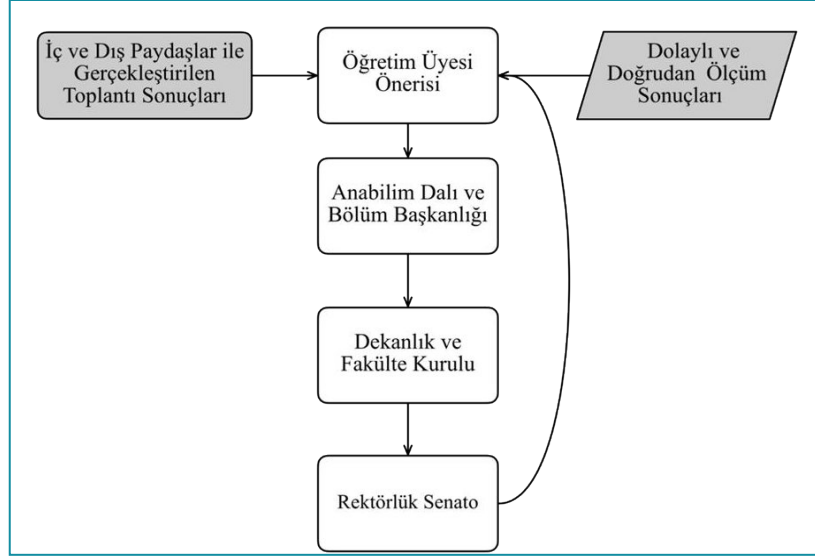 İç ve Dış Paydaşlar ile
Gerçekleştirilen
Toplantı Sonuçları
Öğretim Üyesi
Önerisi
Dolaylı ve
Doğrudan Ölçüm
Sonuçları
Anabilim Dalı ve
Bölüm Başkanlığı
Dekanlık ve
Fakülte Kurulu
Rektörlük Senato